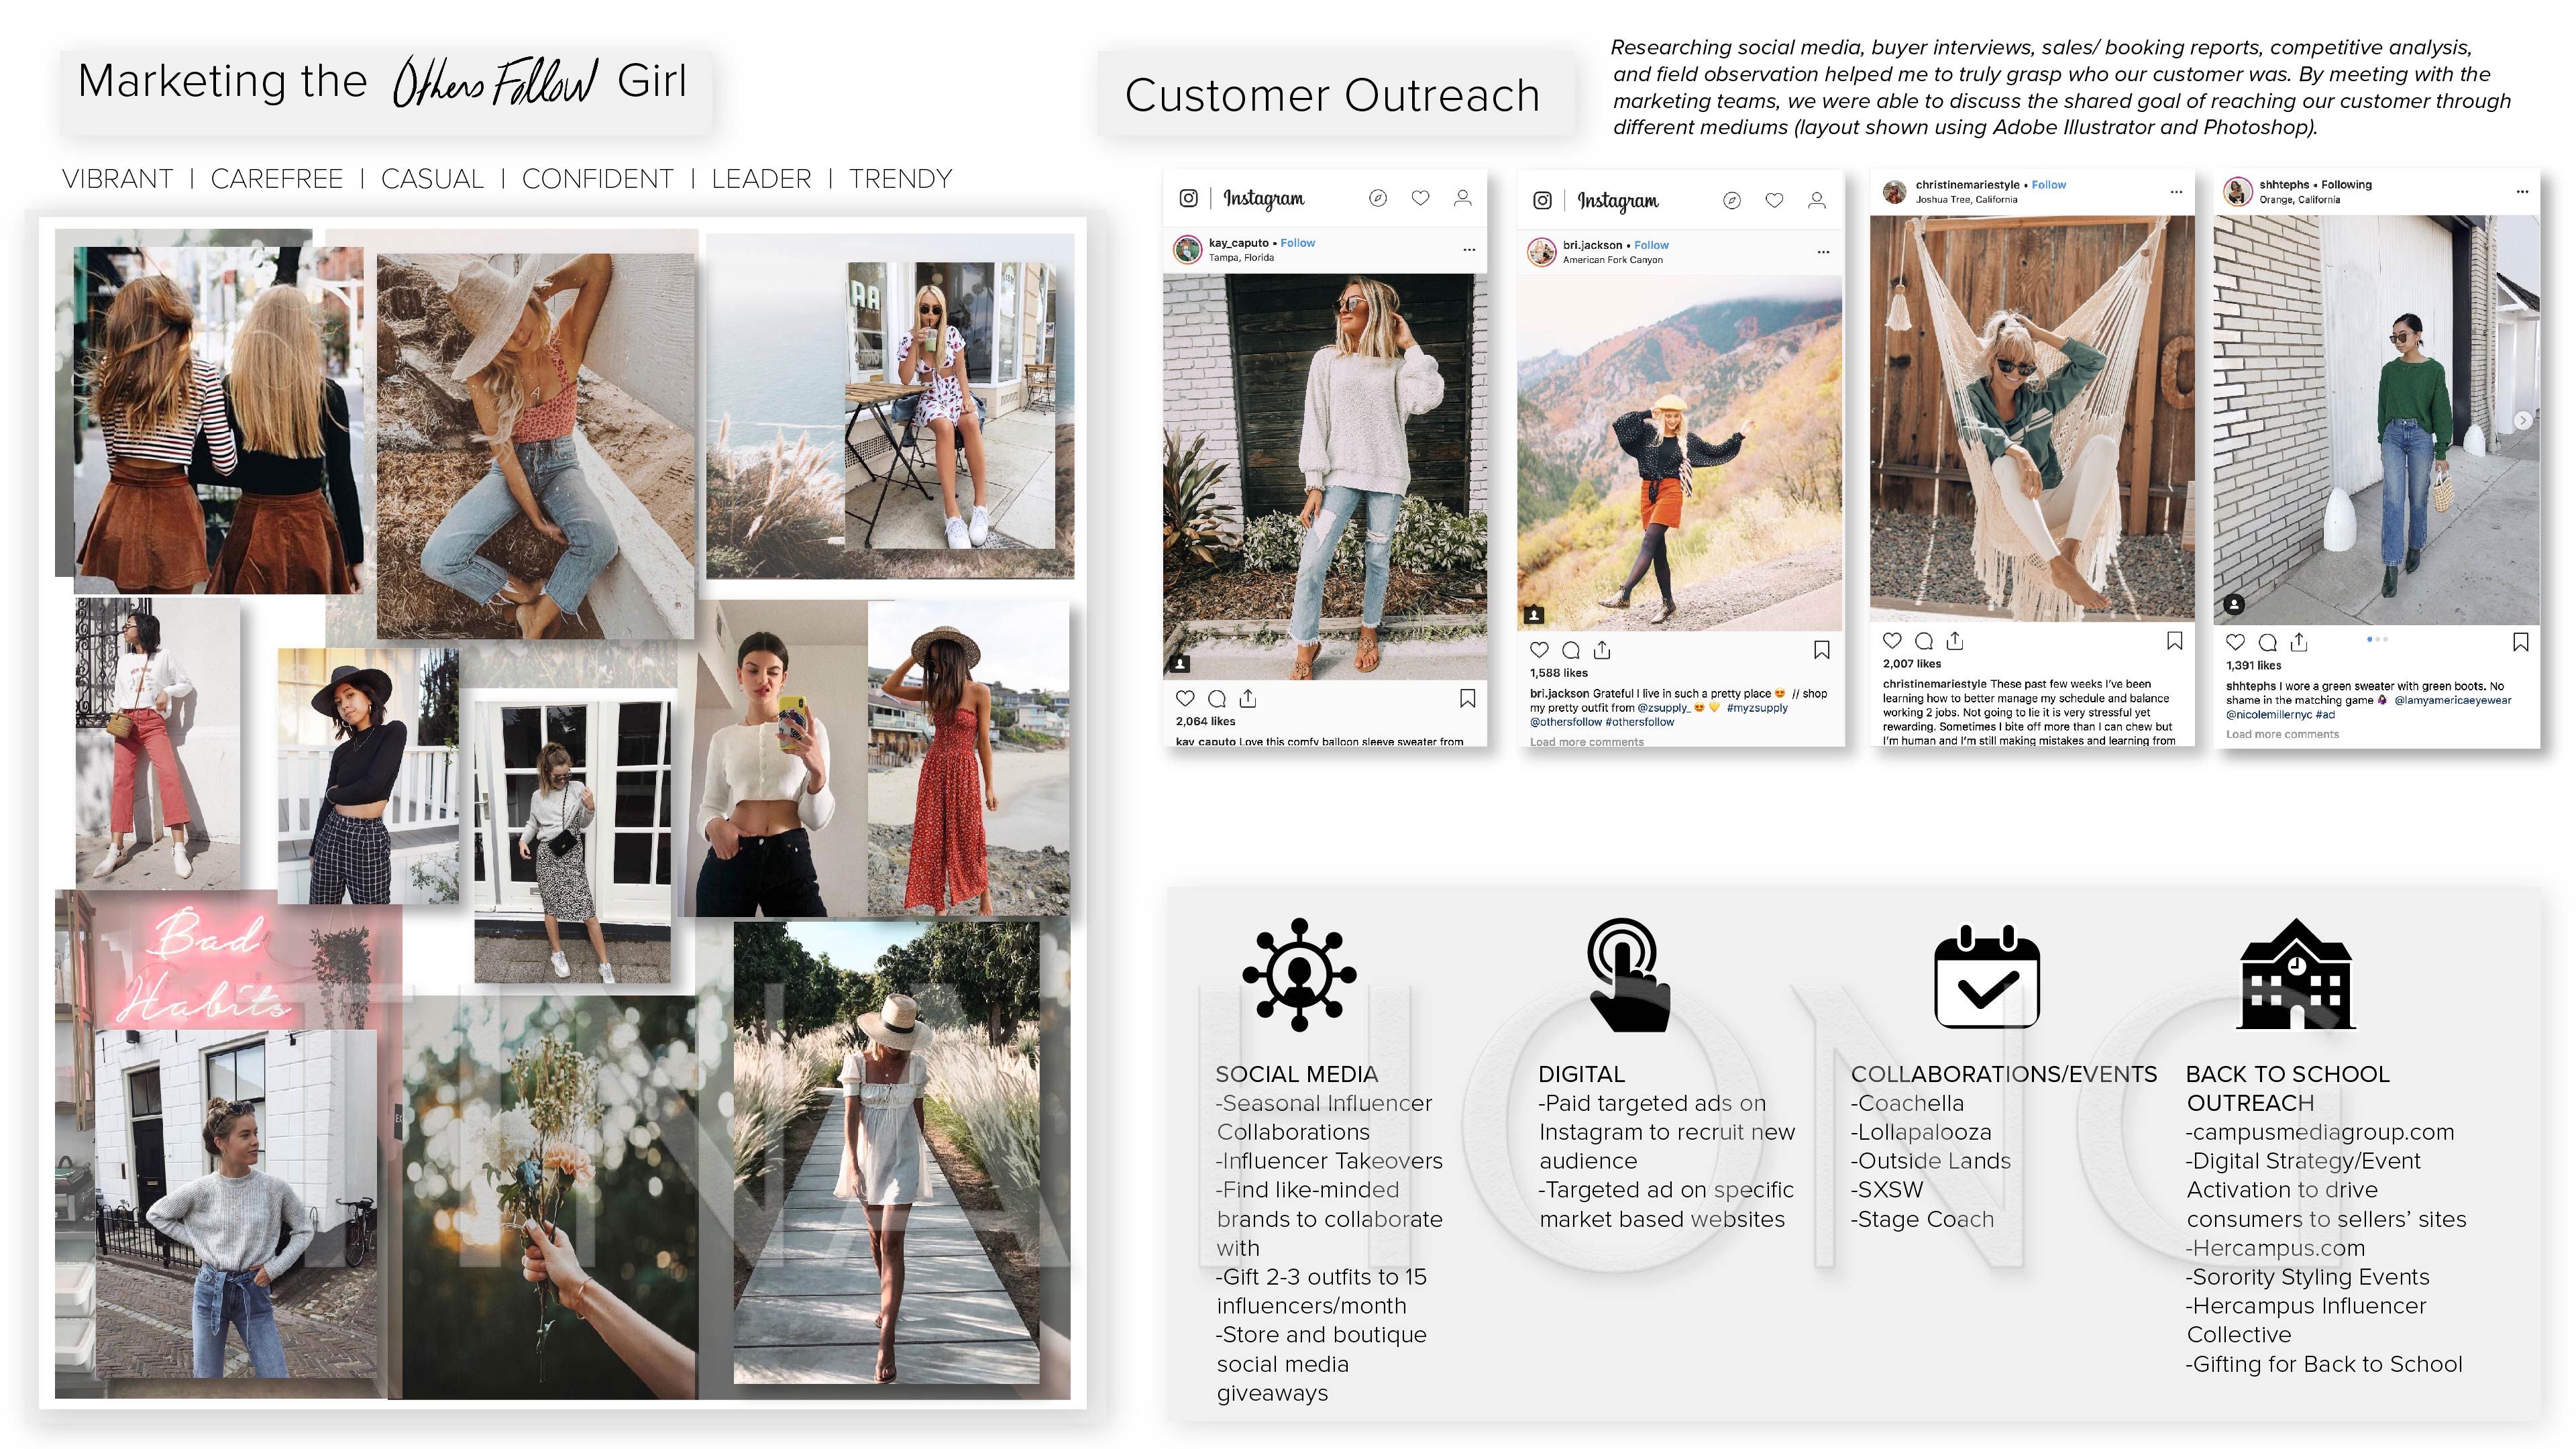 Marketing the Others Follow Girl
VIBRANT | CAREFREE | CASUAL | CONFIDENT | LEADER | TRENDY
Bad
Habits
Customer Outreach
Researching social media, buyer interviews, sales/ booking reports, competitive analysis,
and field observation helped me to truly grasp who our customer was. By meeting with the
marketing teams, we were able to discuss the shared goal of reaching our customer through
different mediums (layout shown using Adobe Illustrator and Photoshop).
Instagram
kay_caputo • Follow
Tampa, Florida
2,064 likes
kay_caputo Love this comfy balloon sleeve sweater from
Instagram
bri.jackson • Follow
American Fork Canyon
1,588 likes
bri.jackson Grateful I live in such a pretty place 😍 // shop
my pretty outfit from @zsupply_ 😍 💛 #myzsupply
@othersfollow #othersfollow
Load more comments
christinemariestyle • Follow
Joshua Tree, California
2,007 likes
christinemariestyle These past few weeks I've been
learning how to better manage my schedule and balance
working 2 jobs. Not going to lie it is very stressful yet
rewarding. Sometimes I bite off more than I can chew but
I'm human and I'm still making mistakes and learning from
shhtephs • Following
Orange, California
1,391 likes
shhtephs I wore a green sweater with green boots. No
shame in the matching game @lamyamericaeyewear
@nicolemillernyc #ad
Load more comments
SOCIAL MEDIA
-Seasonal Influencer
Collaborations
-Influencer Takeovers
-Find like-minded
brands to collaborate
with
-Gift 2-3 outfits to 15
influencers/month
-Store and boutique
social media
giveaways
DIGITAL
-Paid targeted ads on
Instagram to recruit new
audience
-Targeted ad on specific
market based websites
COLLABORATIONS/EVENTS
-Coachella
-Lollapalooza
-Outside Lands
-SXSW
-Stage Coach
BACK TO SCHOOL
OUTREACH
-campusmediagroup.com
-Digital Strategy/Event
Activation to drive
consumers to sellers' sites
-Hercampus.com
-Sorority Styling Events
-Hercampus Influencer
Collective
-Gifting for Back to School
TINA HONG